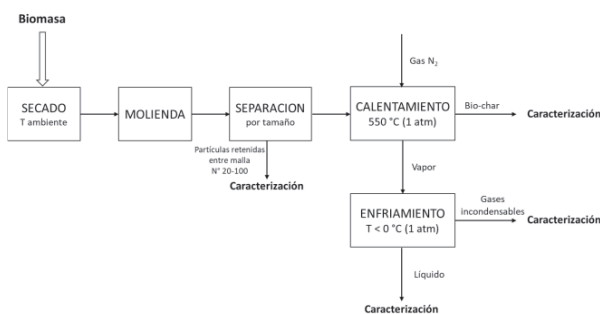 Biomasa
SECADO
T ambiente
MOLIENDA
SEPARACION
por tamaño
Partículas retenidas
entre malla
N° 20-100
Caracterización
Gas N₂
CALENTAMIENTO
550 °C (1 atm)
Bio-char
Caracterización
Vapor
ENFRIAMIENTO
T < 0 °C (1 atm)
Gases
incondensables
Caracterización
Líquido
Caracterización